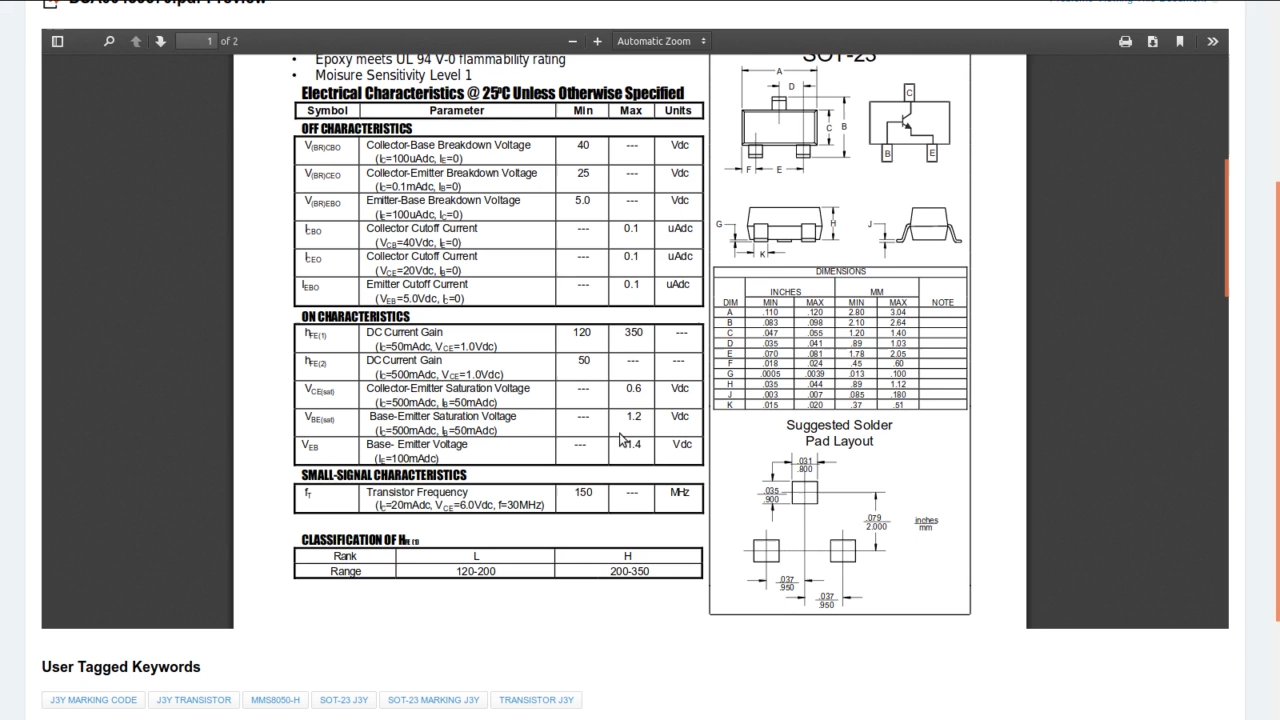 1 of 2
Automatic Zoom
• Epoxy meets UL 94 V-0 flammability rating
• Moisure Sensitivity Level 1
Electrical Characteristics @ 25ºC Unless Otherwise Specified
Symbol Parameter Min Max Units
OFF CHARACTERISTICS
V(BR)CBO Collector-Base Breakdown Voltage 40 --- Vdc
(IC=100uAdc, IE=0)
V(BR)CEO Collector-Emitter Breakdown Voltage 25 --- Vdc
(IC=0.1mAdc, IB=0)
V(BR)EBO Emitter-Base Breakdown Voltage 5.0 --- Vdc
(IE=100uAdc, IC=0)
ICBO Collector Cutoff Current --- 0.1 uAdc
(VCB=40Vdc, IE=0)
ICEO Collector Cutoff Current --- 0.1 uAdc
(VCE=20Vdc, IB=0)
IEBO Emitter Cutoff Current --- 0.1 uAdc
(VEB=5.0Vdc, IC=0)
ON CHARACTERISTICS
hFE(1) DC Current Gain 120 350 ---
(IC=50mAdc, VCE=1.0Vdc)
hFE(2) DC Current Gain 50 --- ---
(IC=500mAdc, VCE=1.0Vdc)
VCE(sat) Collector-Emitter Saturation Voltage --- 0.6 Vdc
(IC=500mAdc, IB=50mAdc)
VBE(sat) Base-Emitter Saturation Voltage --- 1.2 Vdc
(IC=500mAdc, IB=50mAdc)
VEB Base- Emitter Voltage --- 1.4 Vdc
(IE=100mAdc)
SMALL-SIGNAL CHARACTERISTICS
fT Transistor Frequency 150 --- MHz
(IC=20mAdc, VCE=6.0Vdc, f=30MHz)
CLASSIFICATION OF HFE (1)
Rank L H
Range 120-200 200-350
SOT-23
A
D
C
B
C
B
E
F
E
G
H
J
K
DIMENSIONS
INCHES MM
DIM MIN MAX MIN MAX NOTE
A .110 .120 2.80 3.04
B .083 .098 2.10 2.64
C .047 .055 1.20 1.40
D .035 .041 .89 1.03
E .070 .081 1.78 2.05
F .018 .024 .45 .60
G .0005 .0039 .013 .100
H .035 .044 .89 1.12
J .003 .007 .085 .180
K .015 .020 .37 .51
Suggested Solder
Pad Layout
.031
.800
.035
.900
.079
2.000
inches
mm
.037
.950
.037
.950
User Tagged Keywords
J3Y MARKING CODE
J3Y TRANSISTOR
MMS8050-H
SOT-23 J3Y
SOT-23 MARKING J3Y
TRANSISTOR J3Y